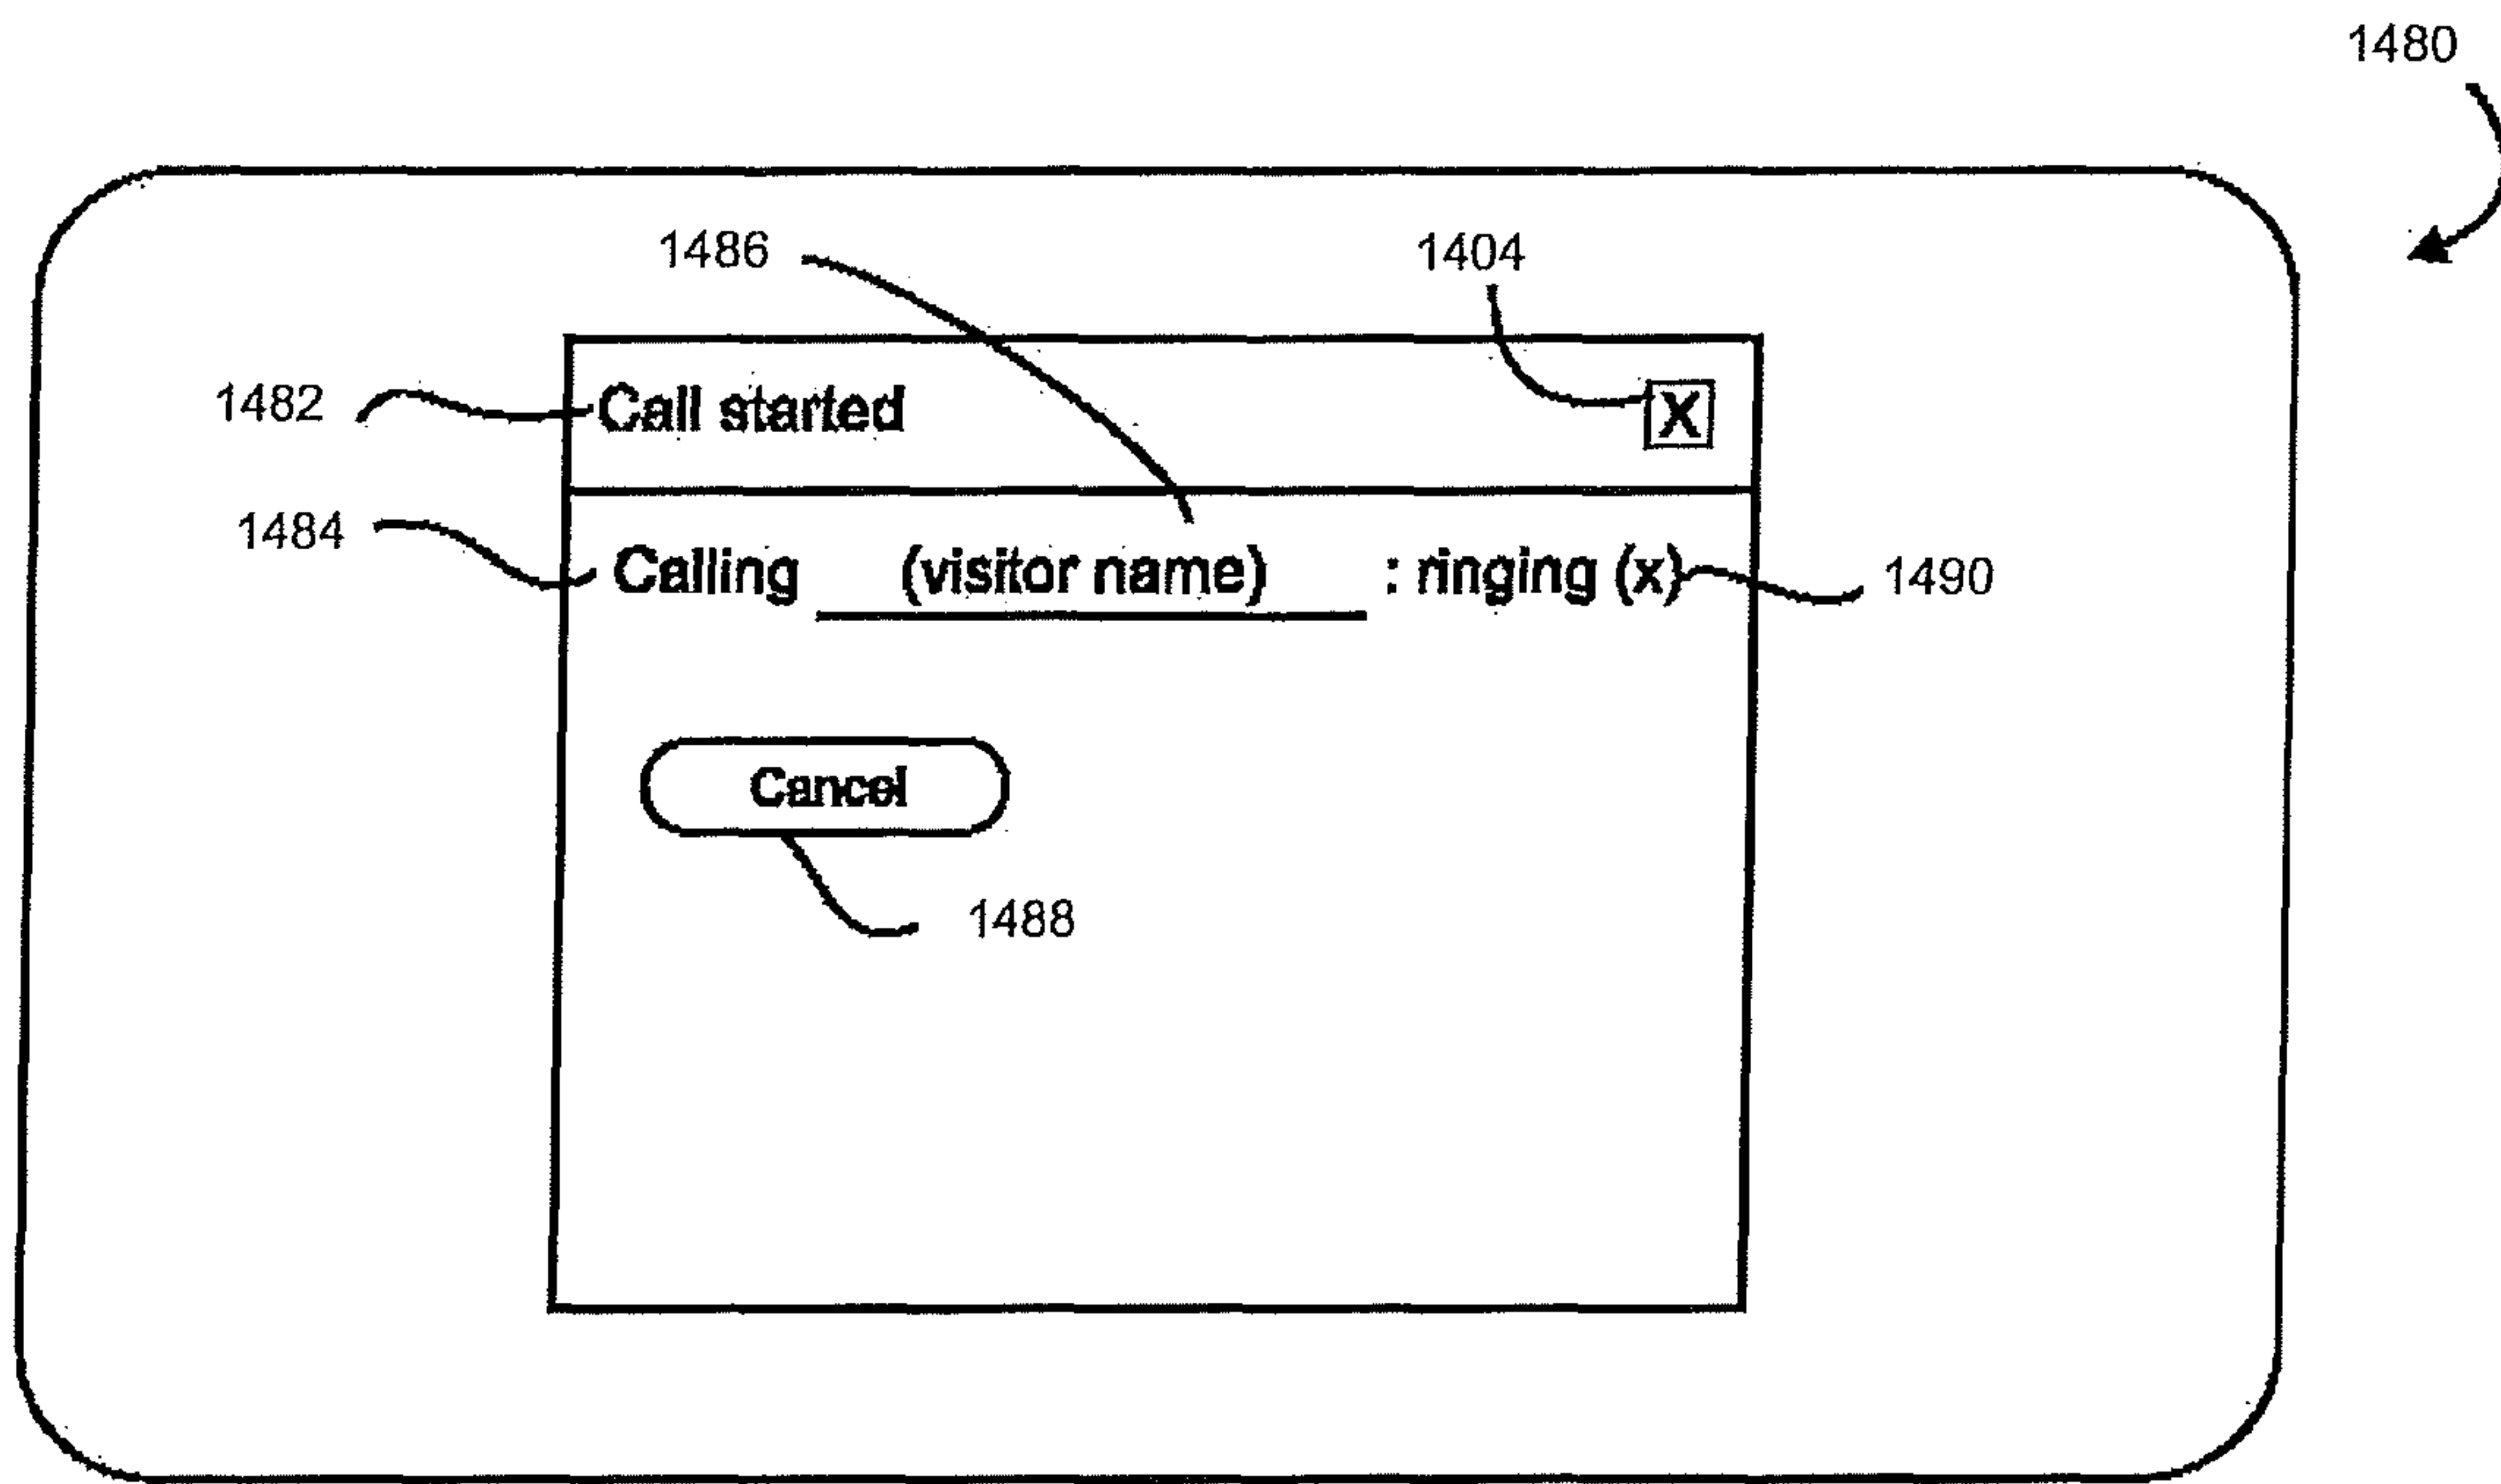 1480
1486 1404
1482 Call started X
1484 Calling (visitor name) : ringing (x) 1490
Cancel
1488